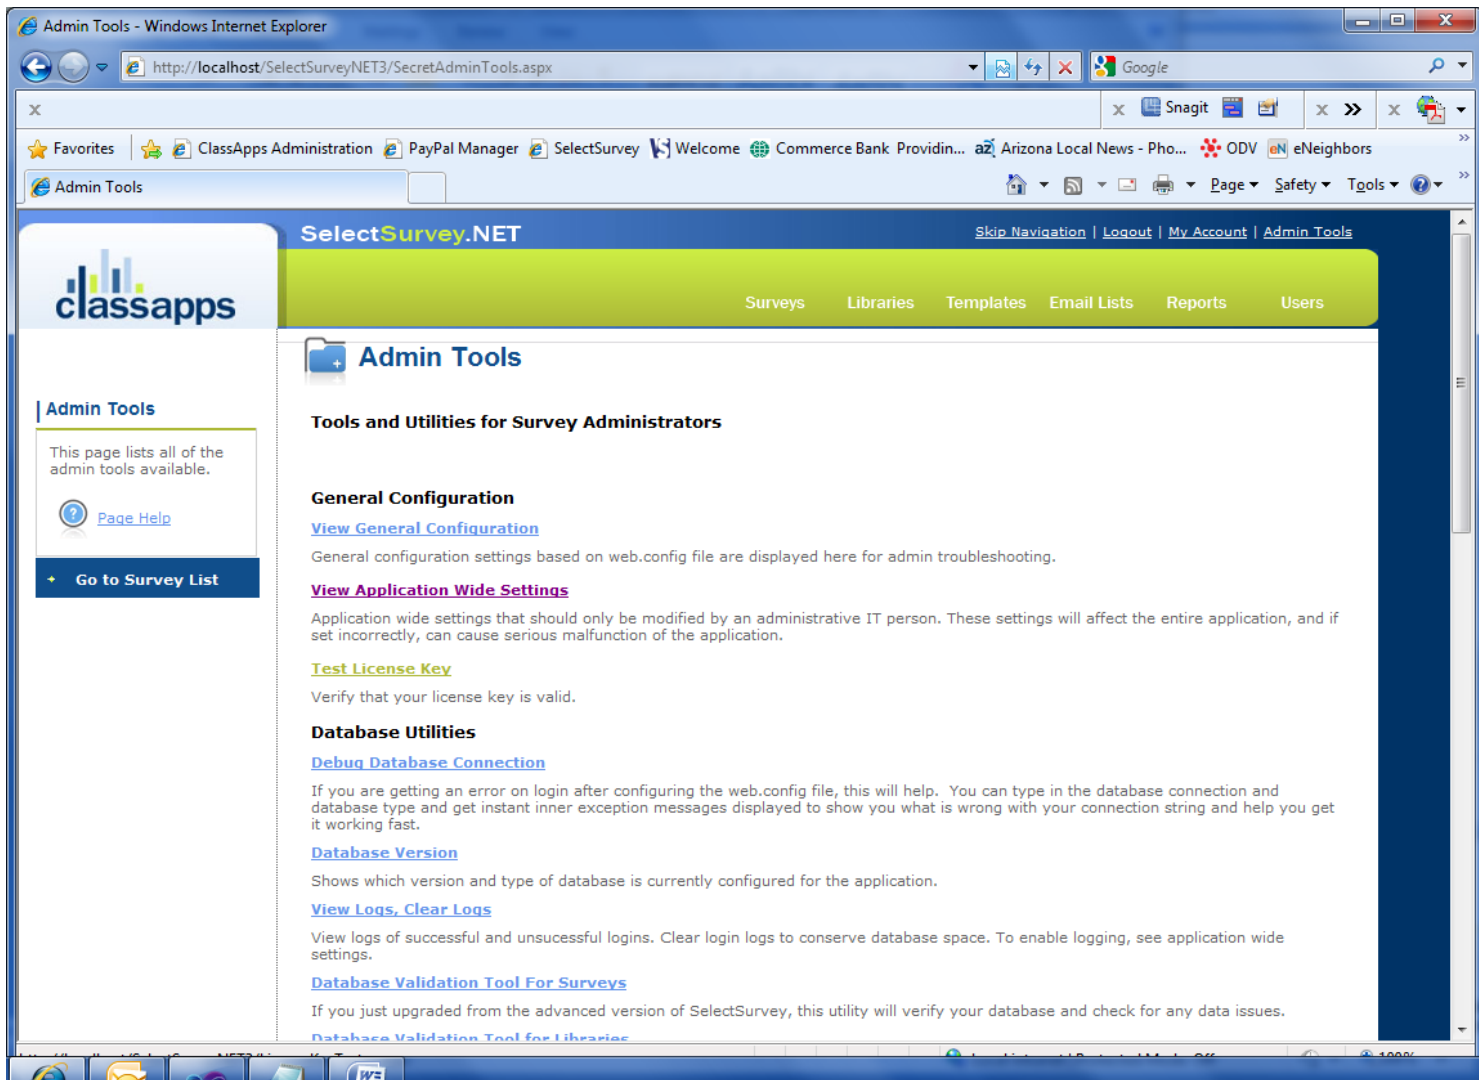 Admin Tools - Windows Internet Explorer
http://localhost/SelectSurveyNET3/SecretAdminTools.aspx
Google
Snagit
Favorites
ClassApps Administration
PayPal Manager
SelectSurvey
Welcome
Commerce Bank Providin...
Arizona Local News - Pho...
ODV
eNeighbors
Admin Tools
Page
Safety
Tools
classapps
SelectSurvey.NET
Skip Navigation | Logout | My Account | Admin Tools
Surveys Libraries Templates Email Lists Reports Users
Admin Tools
This page lists all of the
admin tools available.
Page Help
Go to Survey List
Admin Tools
Tools and Utilities for Survey Administrators
General Configuration
View General Configuration
General configuration settings based on web.config file are displayed here for admin troubleshooting.
View Application Wide Settings
Application wide settings that should only be modified by an administrative IT person. These settings will affect the entire application, and if
set incorrectly, can cause serious malfunction of the application.
Test License Key
Verify that your license key is valid.
Database Utilities
Debug Database Connection
If you are getting an error on login after configuring the web.config file, this will help. You can type in the database connection and
database type and get instant inner exception messages displayed to show you what is wrong with your connection string and help you get
it working fast.
Database Version
Shows which version and type of database is currently configured for the application.
View Logs, Clear Logs
View logs of successful and unsucessful logins. Clear login logs to conserve database space. To enable logging, see application wide
settings.
Database Validation Tool For Surveys
If you just upgraded from the advanced version of SelectSurvey, this utility will verify your database and check for any data issues.
Database Validation Tool for Libraries
100%